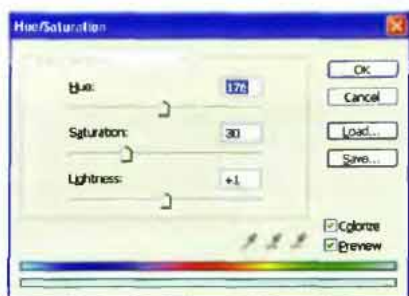 Hue/Saturation
Hue: 176
Saturation: 30
Lightness: +1
OK
Cancel
Load...
Save...
Colorize
Preview